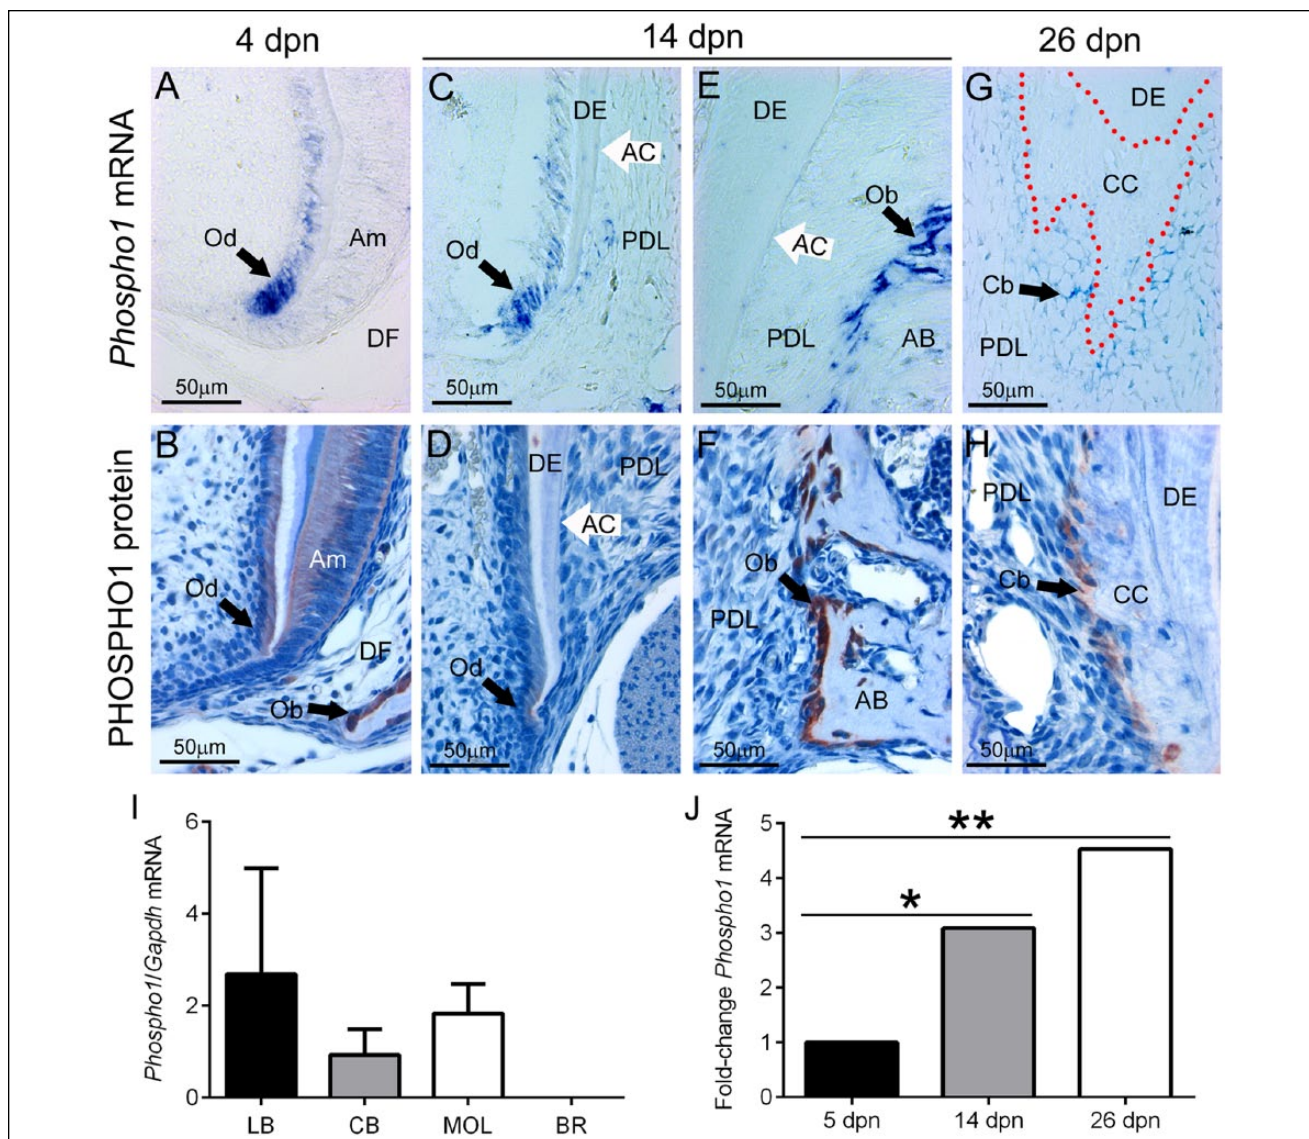 4 dpn 14 dpn 26 dpn
Phospho1 mRNA
A
Od
Am
DF
50μm
C
DE
AC
PDL
Od
50μm
E
DE
Ob
AC
PDL
AB
50μm
G
DE
CC
Cb
PDL
50μm
PHOSPHO1 protein
B
Am
Od
DF
Ob
50μm
D
DE
PDL
AC
Od
50μm
F
Ob
PDL
AB
50μm
H
PDL
DE
Cb
CC
50μm
I
Phospho1/Gapdh mRNA
6
4
2
0
LB CB MOL BR
J
Fold-change Phospho1 mRNA
5
4
3
2
1
0
**
*
5 dpn 14 dpn 26 dpn